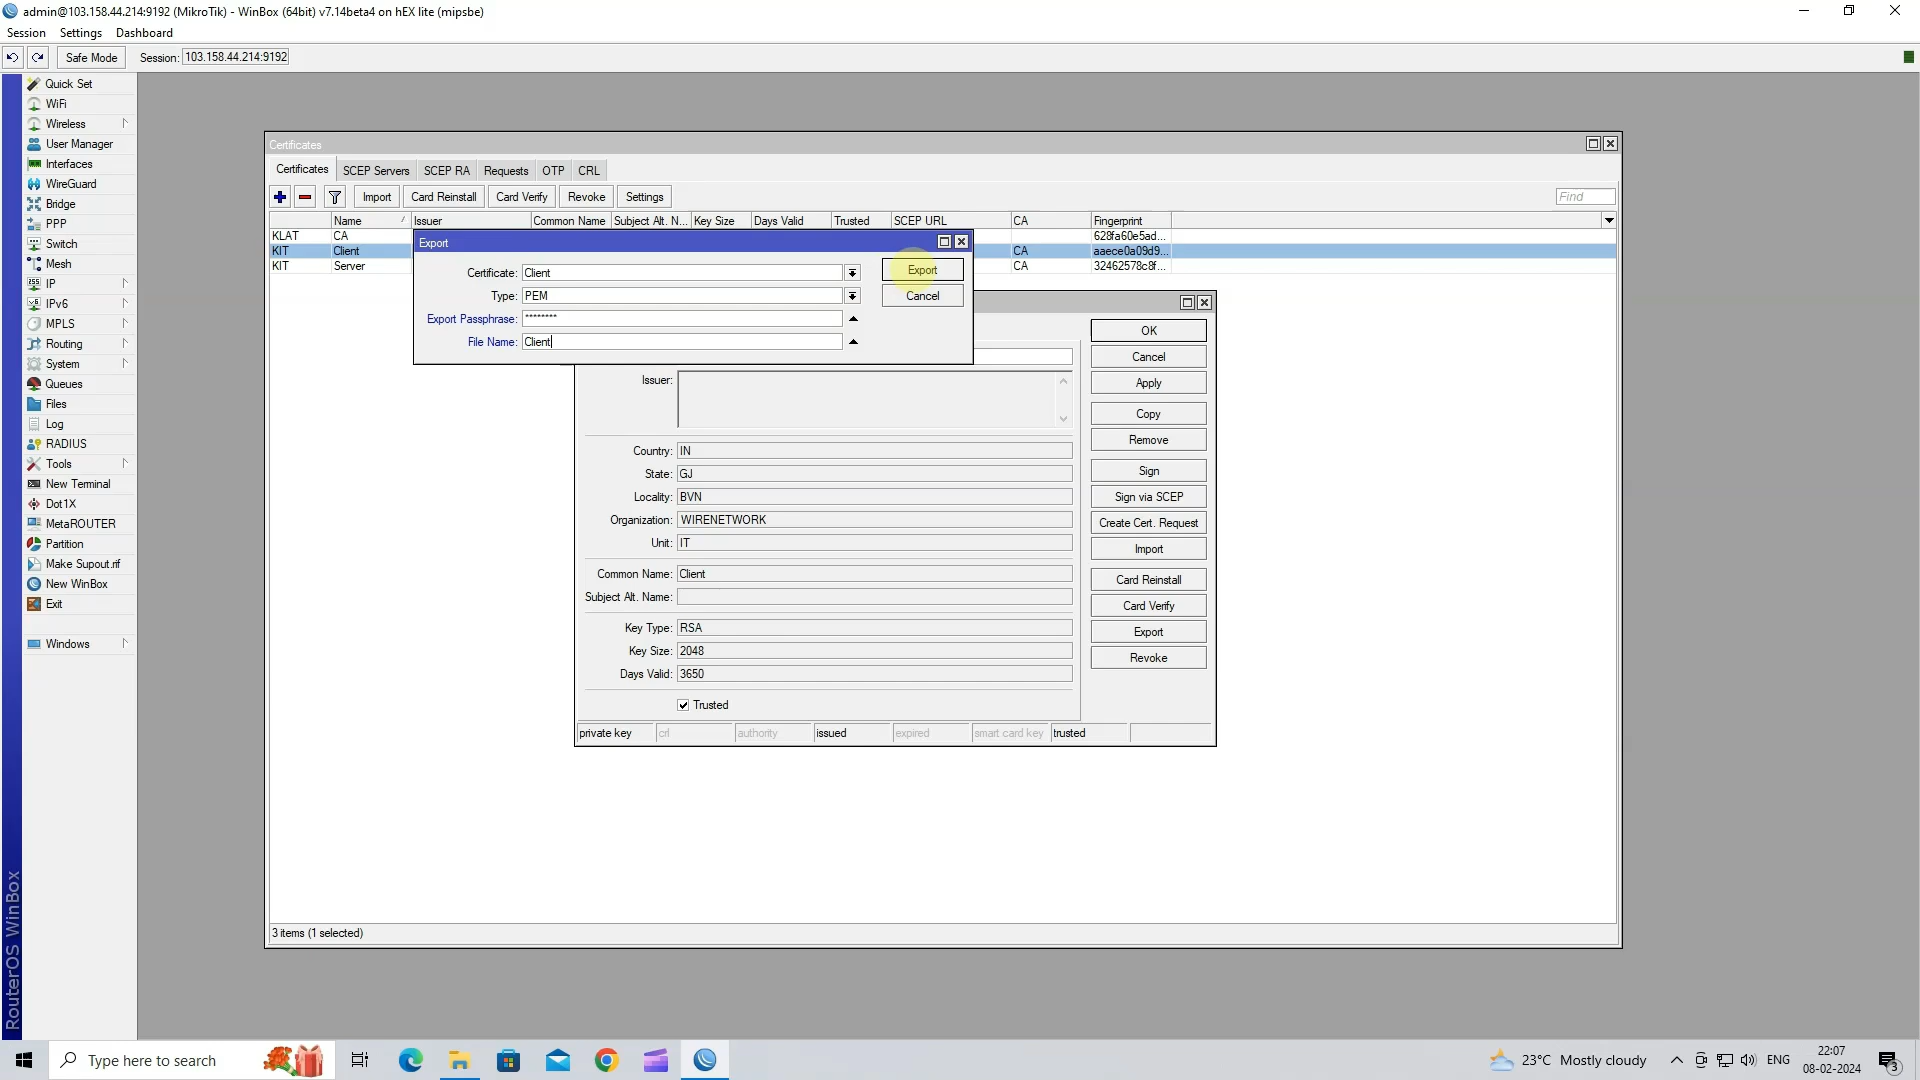 admin@103.158.44.214:9192 (MikroTik) - WinBox (64bit) v7.14beta4 on hEX lite (mipsbe)
Session Settings Dashboard
Safe Mode Session: 103.158.44.214:9192
Quick Set
WiFi
Wireless
User Manager
Interfaces
WireGuard
Bridge
PPP
Switch
Mesh
IP
IPv6
MPLS
Routing
System
Queues
Files
Log
RADIUS
Tools
New Terminal
Dot1X
MetaROUTER
Partition
Make Supout.rif
New WinBox
Exit
Windows
RouterOS WinBox
Certificates
Certificates SCEP Servers SCEP RA Requests OTP CRL
Import Card Reinstall Card Verify Revoke Settings Find
Name Issuer Common Name Subject Alt. N... Key Size Days Valid Trusted SCEP URL CA Fingerprint
KLAT CA 628fa60e5ad...
KIT Client CA aaece0a09d9...
KIT Server CA 32462578c8f...
Export
Certificate: Client Export
Type: PEM Cancel
Export Passphrase: ********
File Name: Client
OK
Cancel
Apply
Copy
Remove
Sign
Sign via SCEP
Create Cert. Request
Import
Card Reinstall
Card Verify
Export
Revoke
Issuer:
Country: IN
State: GJ
Locality: BVN
Organization: WIRENETWORK
Unit: IT
Common Name: Client
Subject Alt. Name:
Key Type: RSA
Key Size: 2048
Days Valid: 3650
Trusted
private key crl authority issued expired smart card key trusted
3 items (1 selected)
Type here to search
23°C Mostly cloudy ENG
22:07
08-02-2024
3